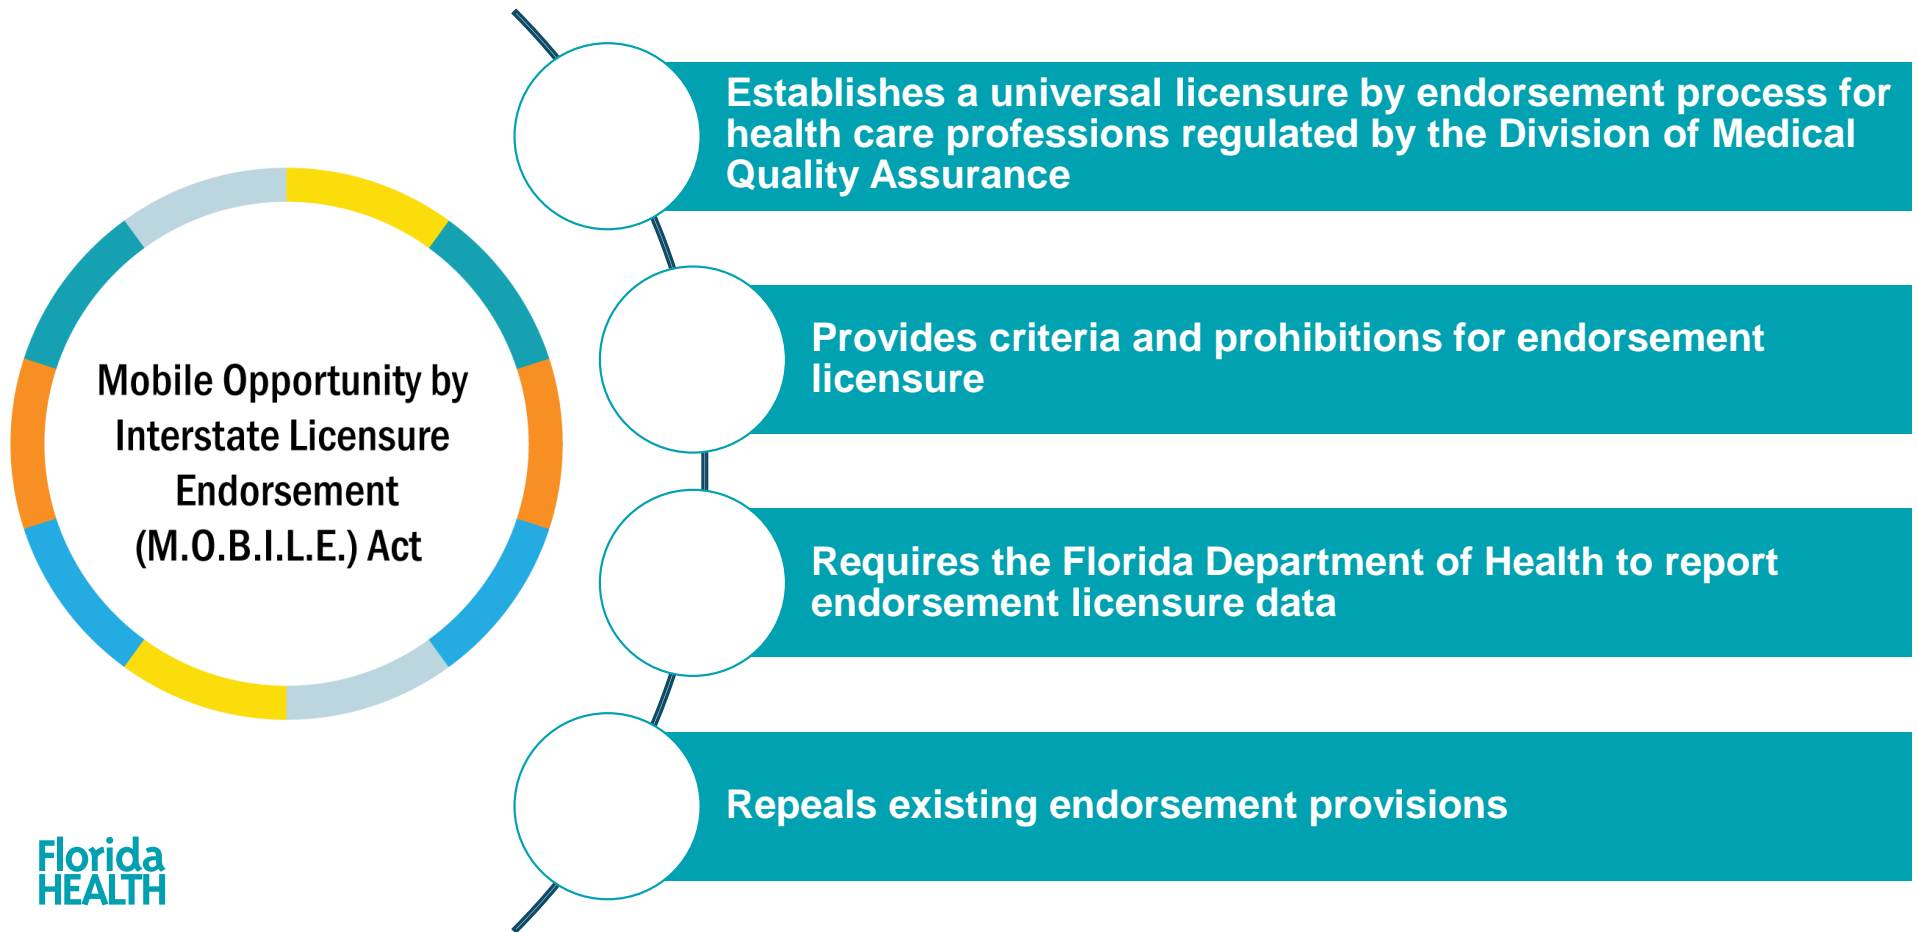 Mobile Opportunity by
Interstate Licensure
Endorsement
(M.O.B.I.L.E.) Act
Establishes a universal licensure by endorsement process for
health care professions regulated by the Division of Medical
Quality Assurance
Provides criteria and prohibitions for endorsement
licensure
Requires the Florida Department of Health to report
endorsement licensure data
Repeals existing endorsement provisions
Florida
HEALTH